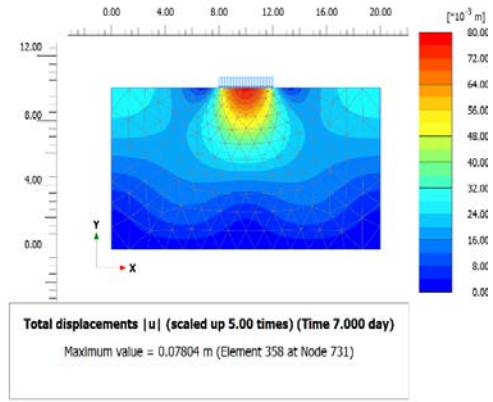 0.00 4.00 8.00 12.00 16.00 20.00
[*10⁻³ m]
12.00
8.00
4.00
0.00
Y
X
80.00
72.00
64.00
56.00
48.00
40.00
32.00
24.00
16.00
8.00
0.00
Total displacements |u| (scaled up 5.00 times) (Time 7.000 day)
Maximum value = 0.07804 m (Element 358 at Node 731)